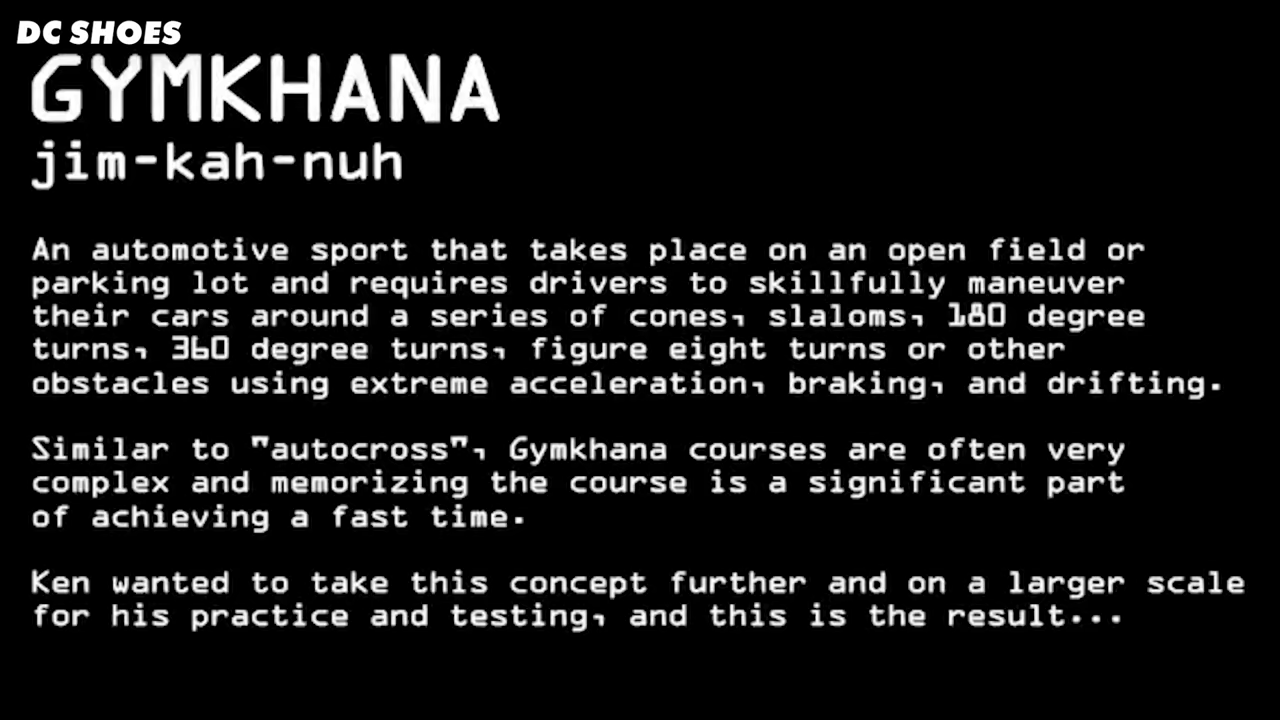 DC SHOES
GYMKHANA
jim-kah-nuh
An automotive sport that takes place on an open field or
parking lot and requires drivers to skillfully maneuver
their cars around a series of cones, slaloms, 180 degree
turns, 360 degree turns, figure eight turns or other
obstacles using extreme acceleration, braking, and drifting.
Similar to "autocross", Gymkhana courses are often very
complex and memorizing the course is a significant part
of achieving a fast time.
Ken wanted to take this concept further and on a larger scale
for his practice and testing, and this is the result...